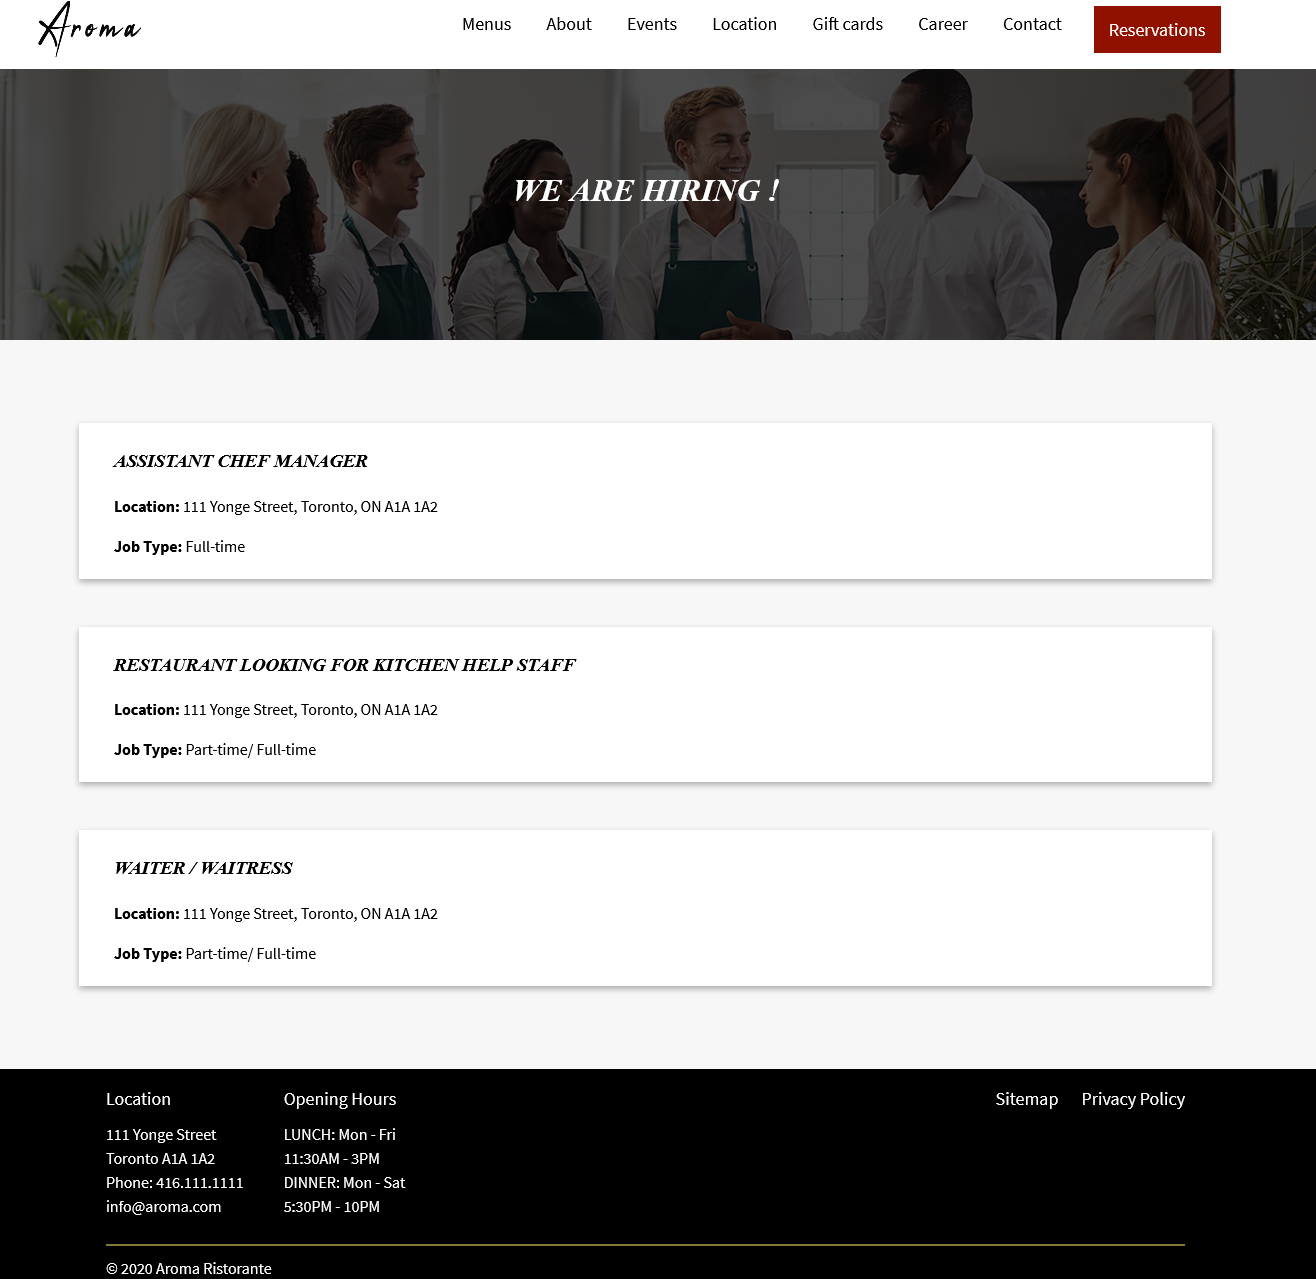 Aroma
Menus About Events Location Gift cards Career Contact Reservations
WE ARE HIRING !
ASSISTANT CHEF MANAGER
Location: 111 Yonge Street, Toronto, ON A1A 1A2
Job Type: Full-time
RESTAURANT LOOKING FOR KITCHEN HELP STAFF
Location: 111 Yonge Street, Toronto, ON A1A 1A2
Job Type: Part-time/ Full-time
WAITER / WAITRESS
Location: 111 Yonge Street, Toronto, ON A1A 1A2
Job Type: Part-time/ Full-time
Location
111 Yonge Street
Toronto A1A 1A2
Phone: 416.111.1111
info@aroma.com
Opening Hours
LUNCH: Mon - Fri
11:30AM - 3PM
DINNER: Mon - Sat
5:30PM - 10PM
Sitemap Privacy Policy
© 2020 Aroma Ristorante